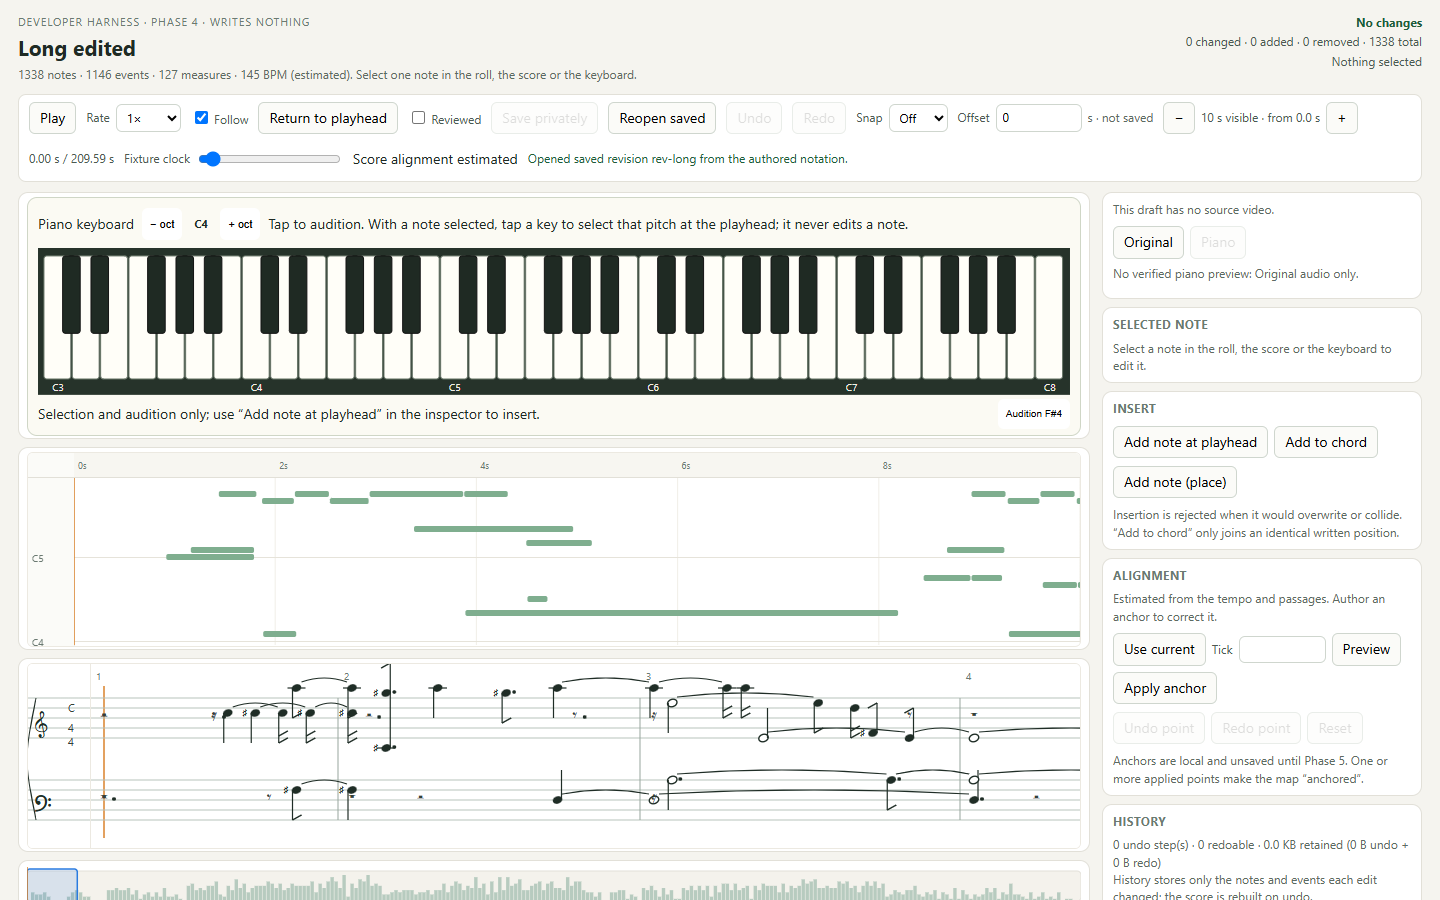 DEVELOPER HARNESS · PHASE 4 · WRITES NOTHING
Long edited
1338 notes · 1146 events · 127 measures · 145 BPM (estimated). Select one note in the roll, the score or the keyboard.
No changes
0 changed · 0 added · 0 removed · 1338 total
Nothing selected
Play Rate 1× Follow Return to playhead Reviewed Save privately Reopen saved Undo Redo Snap Off Offset 0 s · not saved − 10 s visible · from 0.0 s +
0.00 s / 209.59 s Fixture clock Score alignment estimated Opened saved revision rev-long from the authored notation.
Piano keyboard − oct C4 + oct Tap to audition. With a note selected, tap a key to select that pitch at the playhead; it never edits a note.
C3 C4 C5 C6 C7 C8
Selection and audition only; use “Add note at playhead” in the inspector to insert. Audition F#4
0s 2s 4s 6s 8s
C5
C4
1 2 3 4
C
4
4
This draft has no source video.
Original Piano
No verified piano preview: Original audio only.
SELECTED NOTE
Select a note in the roll, the score or the keyboard to
edit it.
INSERT
Add note at playhead Add to chord
Add note (place)
Insertion is rejected when it would overwrite or collide.
“Add to chord” only joins an identical written position.
ALIGNMENT
Estimated from the tempo and passages. Author an
anchor to correct it.
Use current Tick Preview
Apply anchor
Undo point Redo point Reset
Anchors are local and unsaved until Phase 5. One or
more applied points make the map “anchored”.
HISTORY
0 undo step(s) · 0 redoable · 0.0 KB retained (0 B undo +
0 B redo)
History stores only the notes and events each edit
changed; the score is rebuilt on undo.